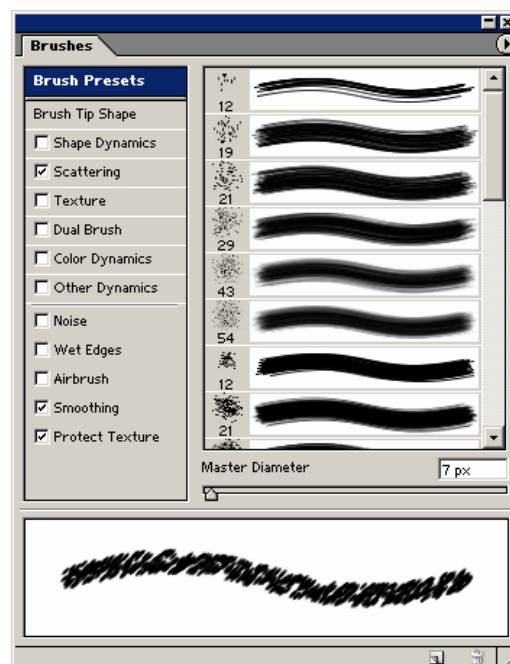 Brushes
Brush Presets
Brush Tip Shape
Shape Dynamics
Scattering
Texture
Dual Brush
Color Dynamics
Other Dynamics
Noise
Wet Edges
Airbrush
Smoothing
Protect Texture
12
19
21
29
43
54
12
21
Master Diameter
7 px